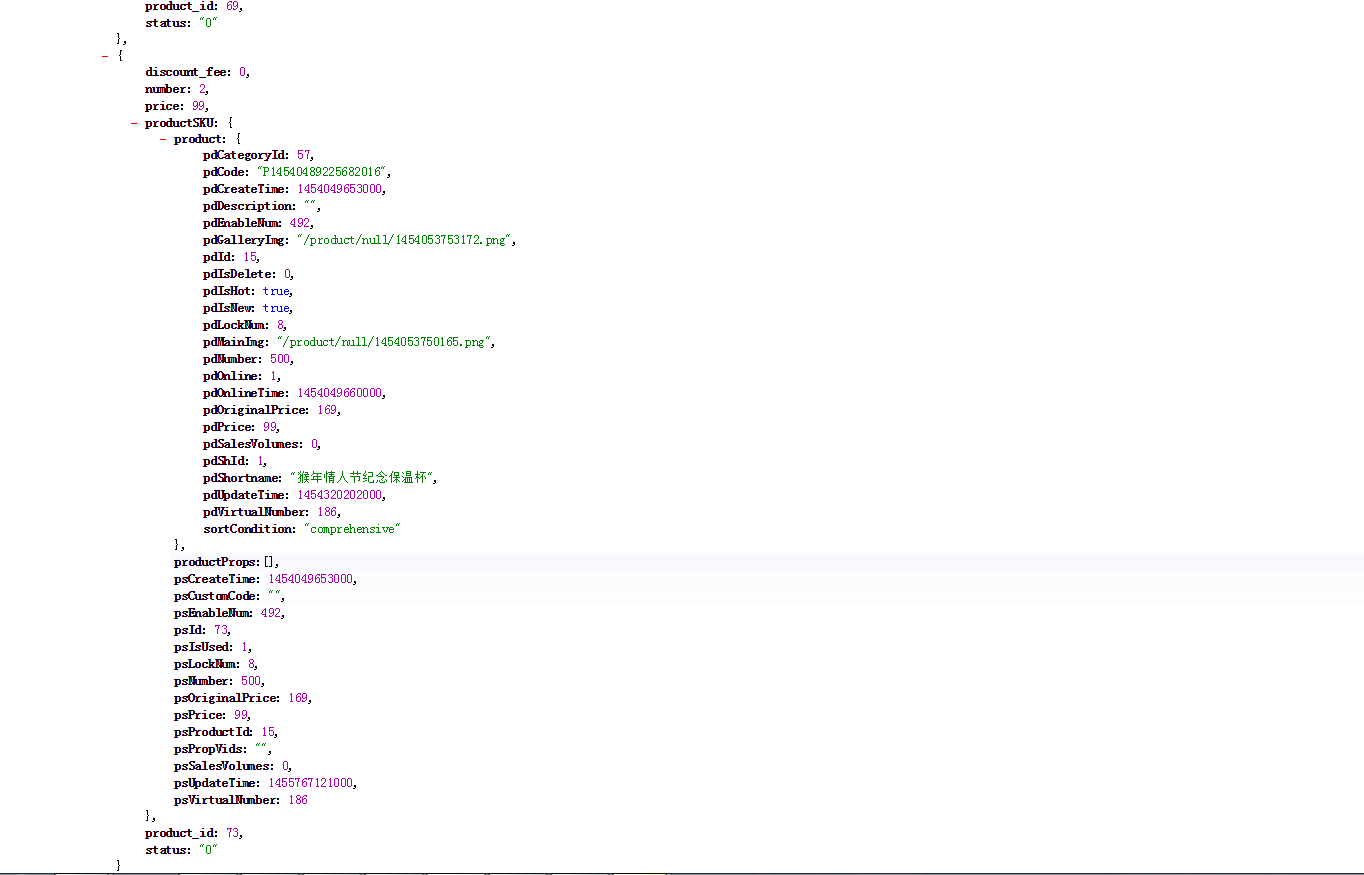 product_id: 69,
status: "0"
},
- {
discount_fee: 0,
number: 2,
price: 99,
- productSKU: {
- product: {
pdCategoryId: 57,
pdCode: "P14540489225682016",
pdCreateTime: 1454049653000,
pdDescription: "",
pdEnableNum: 492,
pdGalleryImg: "/product/null/1454053753172.png",
pdId: 15,
pdIsDelete: 0,
pdIsHot: true,
pdIsNew: true,
pdLockNum: 8,
pdMainImg: "/product/null/1454053750165.png",
pdNumber: 500,
pdOnline: 1,
pdOnlineTime: 1454049660000,
pdOriginalPrice: 169,
pdPrice: 99,
pdSalesVolumes: 0,
pdShId: 1,
pdShortname: "猴年情人节纪念保温杯",
pdUpdateTime: 1454320202000,
pdVirtualNumber: 186,
sortCondition: "comprehensive"
},
productProps:[],
psCreateTime: 1454049653000,
psCustomCode: "",
psEnableNum: 492,
psId: 73,
psIsUsed: 1,
psLockNum: 8,
psNumber: 500,
psOriginalPrice: 169,
psPrice: 99,
psProductId: 15,
psPropVids: "",
psSalesVolumes: 0,
psUpdateTime: 1455767121000,
psVirtualNumber: 186
},
product_id: 73,
status: "0"
}